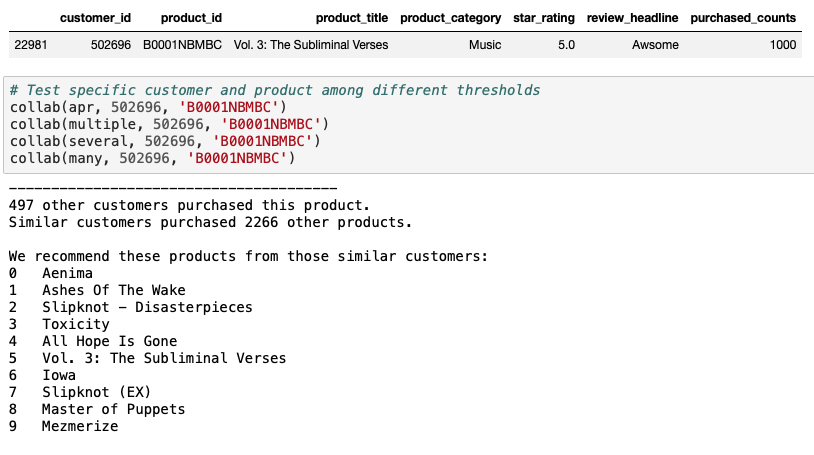 customer_id product_id product_title product_category star_rating review_headline purchased_counts
22981 502696 B0001NBMBC Vol. 3: The Subliminal Verses Music 5.0 Awsome 1000
# Test specific customer and product among different thresholds
collab(apr, 502696, 'B0001NBMBC')
collab(multiple, 502696, 'B0001NBMBC')
collab(several, 502696, 'B0001NBMBC')
collab(many, 502696, 'B0001NBMBC')
---------------------------------------
497 other customers purchased this product.
Similar customers purchased 2266 other products.
We recommend these products from those similar customers:
0 Aenima
1 Ashes Of The Wake
2 Slipknot - Disasterpieces
3 Toxicity
4 All Hope Is Gone
5 Vol. 3: The Subliminal Verses
6 Iowa
7 Slipknot (EX)
8 Master of Puppets
9 Mezmerize